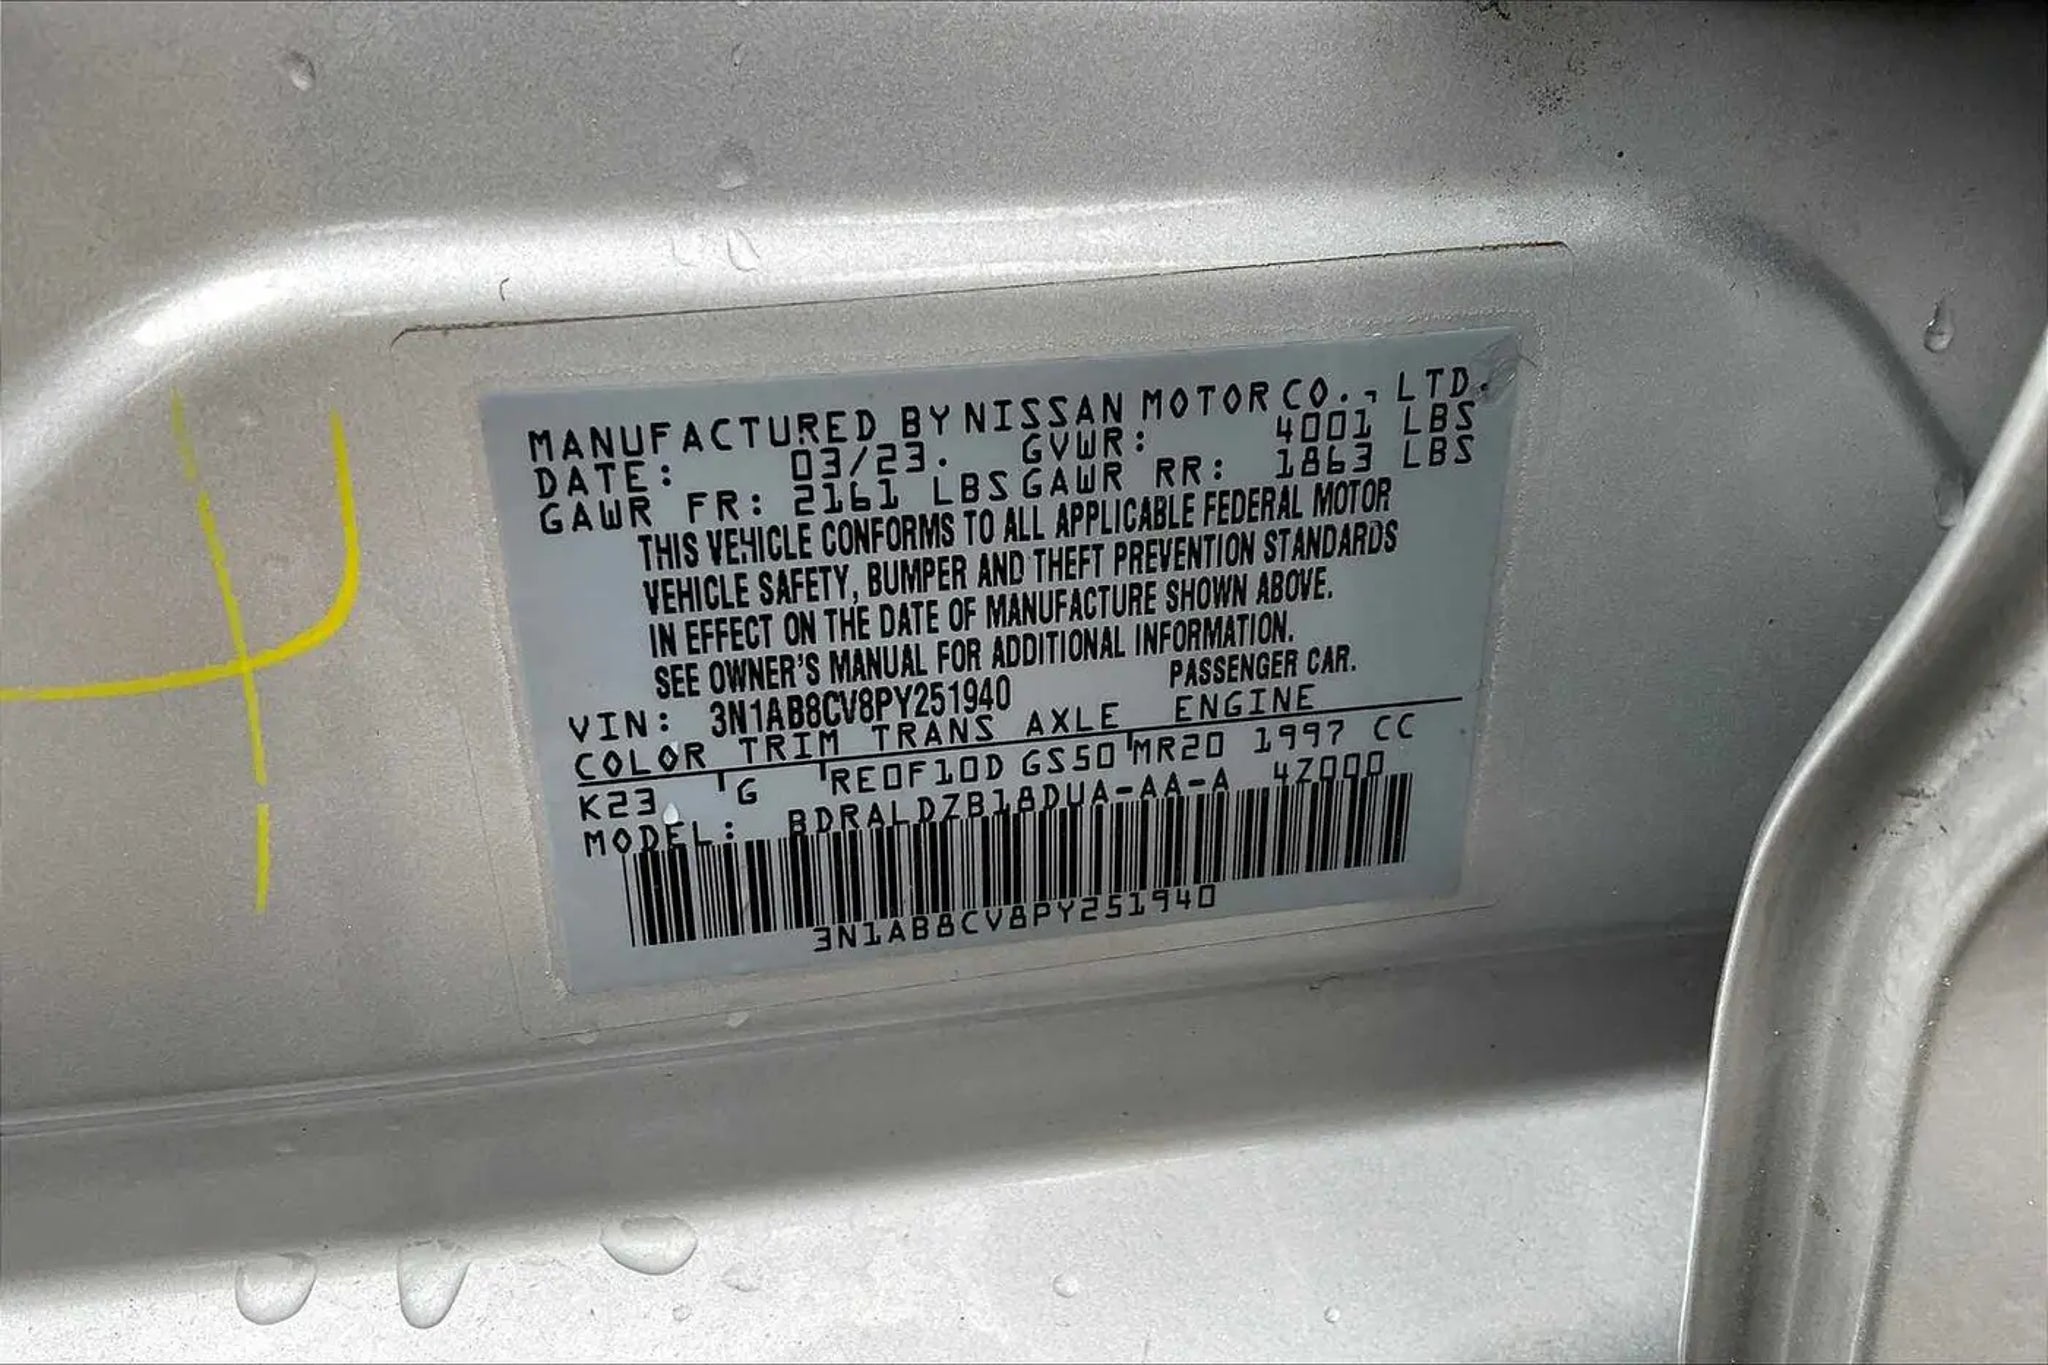 MANUFACTURED BY NISSAN MOTOR CO., LTD.
DATE: 03/23. GVWR: 4001 LBS
GAWR FR: 2161 LBS GAWR RR: 1863 LBS
THIS VEHICLE CONFORMS TO ALL APPLICABLE FEDERAL MOTOR
VEHICLE SAFETY, BUMPER AND THEFT PREVENTION STANDARDS
IN EFFECT ON THE DATE OF MANUFACTURE SHOWN ABOVE.
SEE OWNER'S MANUAL FOR ADDITIONAL INFORMATION.
VIN: 3N1AB8CV8PY251940 PASSENGER CAR.
COLOR TRIM TRANS AXLE ENGINE
K23 G RE0F10D GS50 MR20 1997 CC
MODEL: BDRALDZB18DUA-AA-A 4Z000
3N1AB8CV8PY251940